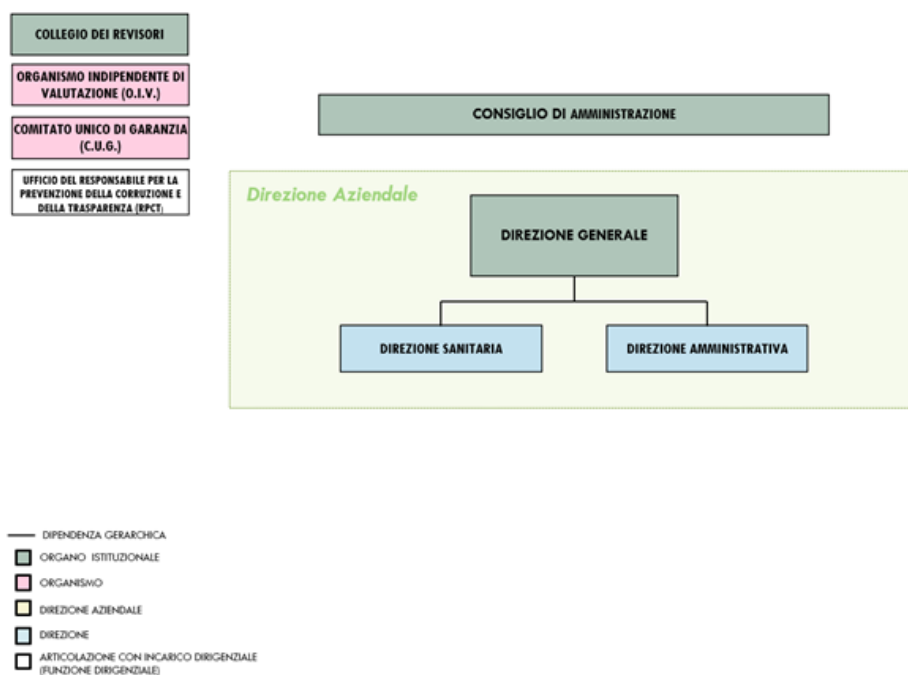 COLLEGIO DEI REVISORI
ORGANISMO INDIPENDENTE DI
VALUTAZIONE (O.I.V.)
COMITATO UNICO DI GARANZIA
(C.U.G.)
UFFICIO DEL RESPONSABILE PER LA
PREVENZIONE DELLA CORRUZIONE E
DELLA TRASPARENZA (RPCT)
CONSIGLIO DI AMMINISTRAZIONE
Direzione Aziendale
DIREZIONE GENERALE
DIREZIONE SANITARIA
DIREZIONE AMMINISTRATIVA
DIPENDENZA GERARCHICA
ORGANO ISTITUZIONALE
ORGANISMO
DIREZIONE AZIENDALE
DIREZIONE
ARTICOLAZIONE CON INCARICO DIRIGENZIALE
(FUNZIONE DIRIGENZIALE)